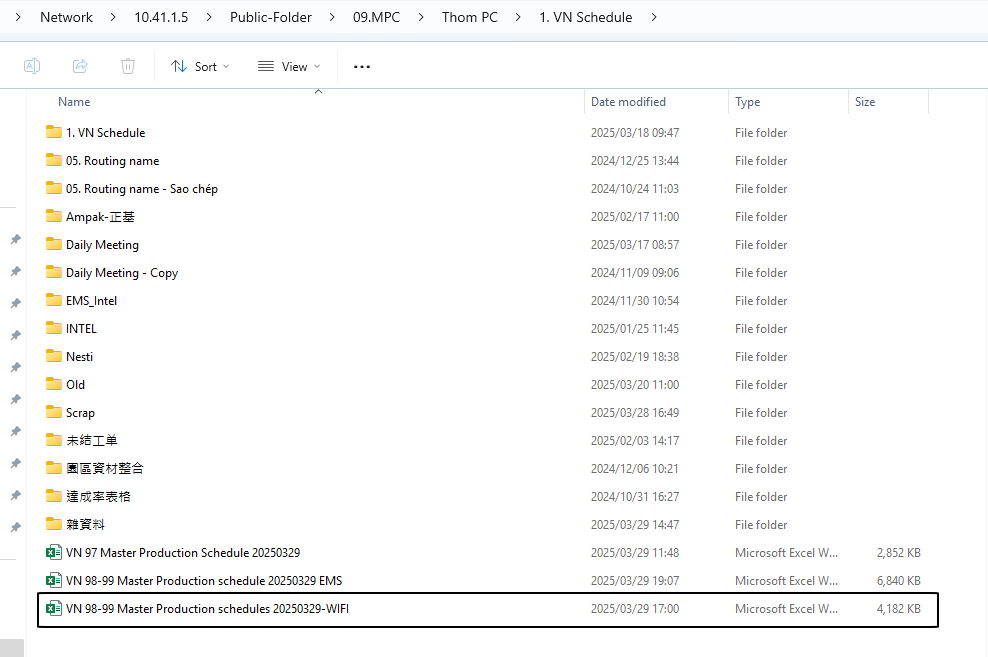 Network > 10.41.1.5 > Public-Folder > 09.MPC > Thom PC > 1. VN Schedule >
Sort View ...
Name Date modified Type Size
1. VN Schedule 2025/03/18 09:47 File folder
05. Routing name 2024/12/25 13:44 File folder
05. Routing name - Sao chép 2024/10/24 11:03 File folder
Ampak-正基 2025/02/17 11:00 File folder
Daily Meeting 2025/03/17 08:57 File folder
Daily Meeting - Copy 2024/11/09 09:06 File folder
EMS_Intel 2024/11/30 10:54 File folder
INTEL 2025/01/25 11:45 File folder
Nesti 2025/02/19 18:38 File folder
Old 2025/03/20 11:00 File folder
Scrap 2025/03/28 16:49 File folder
未結工单 2025/02/03 14:17 File folder
園區資材整合 2024/12/06 10:21 File folder
達成率表格 2024/10/31 16:27 File folder
雜資料 2025/03/29 14:47 File folder
VN 97 Master Production Schedule 20250329 2025/03/29 11:48 Microsoft Excel W... 2,852 KB
VN 98-99 Master Production schedule 20250329 EMS 2025/03/29 19:07 Microsoft Excel W... 6,840 KB
VN 98-99 Master Production schedules 20250329-WIFI 2025/03/29 17:00 Microsoft Excel W... 4,182 KB